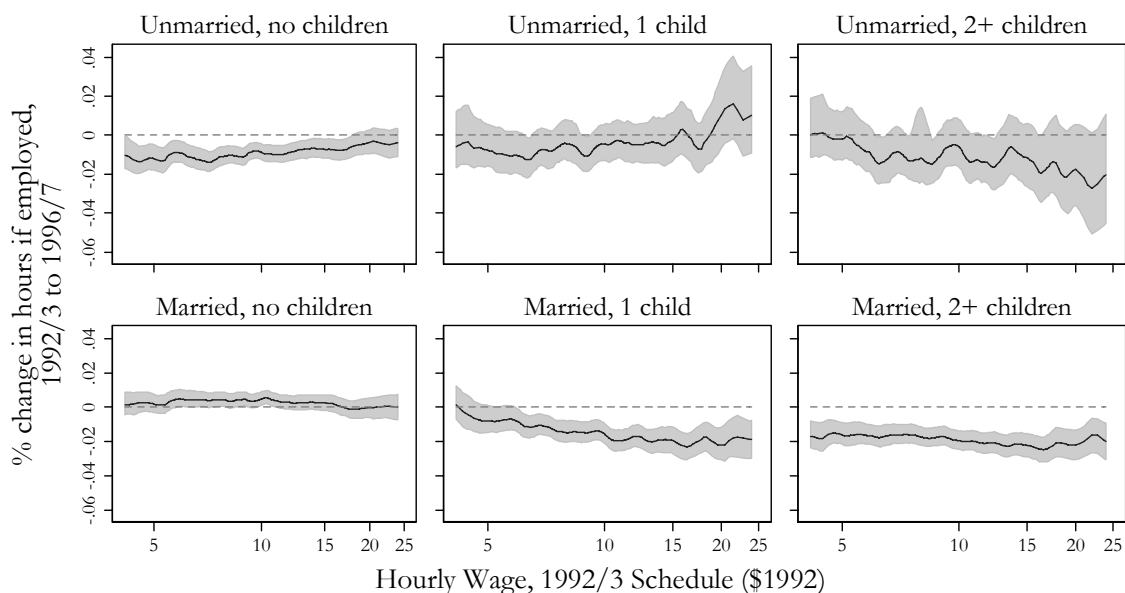 Unmarried, no children
Unmarried, 1 child
Unmarried, 2+ children
% change in hours if employed,
1992/3 to 1996/7
.04
.02
0
-.02
-.04
-.06
Married, no children
Married, 1 child
Married, 2+ children
.04
.02
0
-.02
-.04
-.06
5 10 15 20 25
5 10 15 20 25
5 10 15 20 25
Hourly Wage, 1992/3 Schedule ($1992)